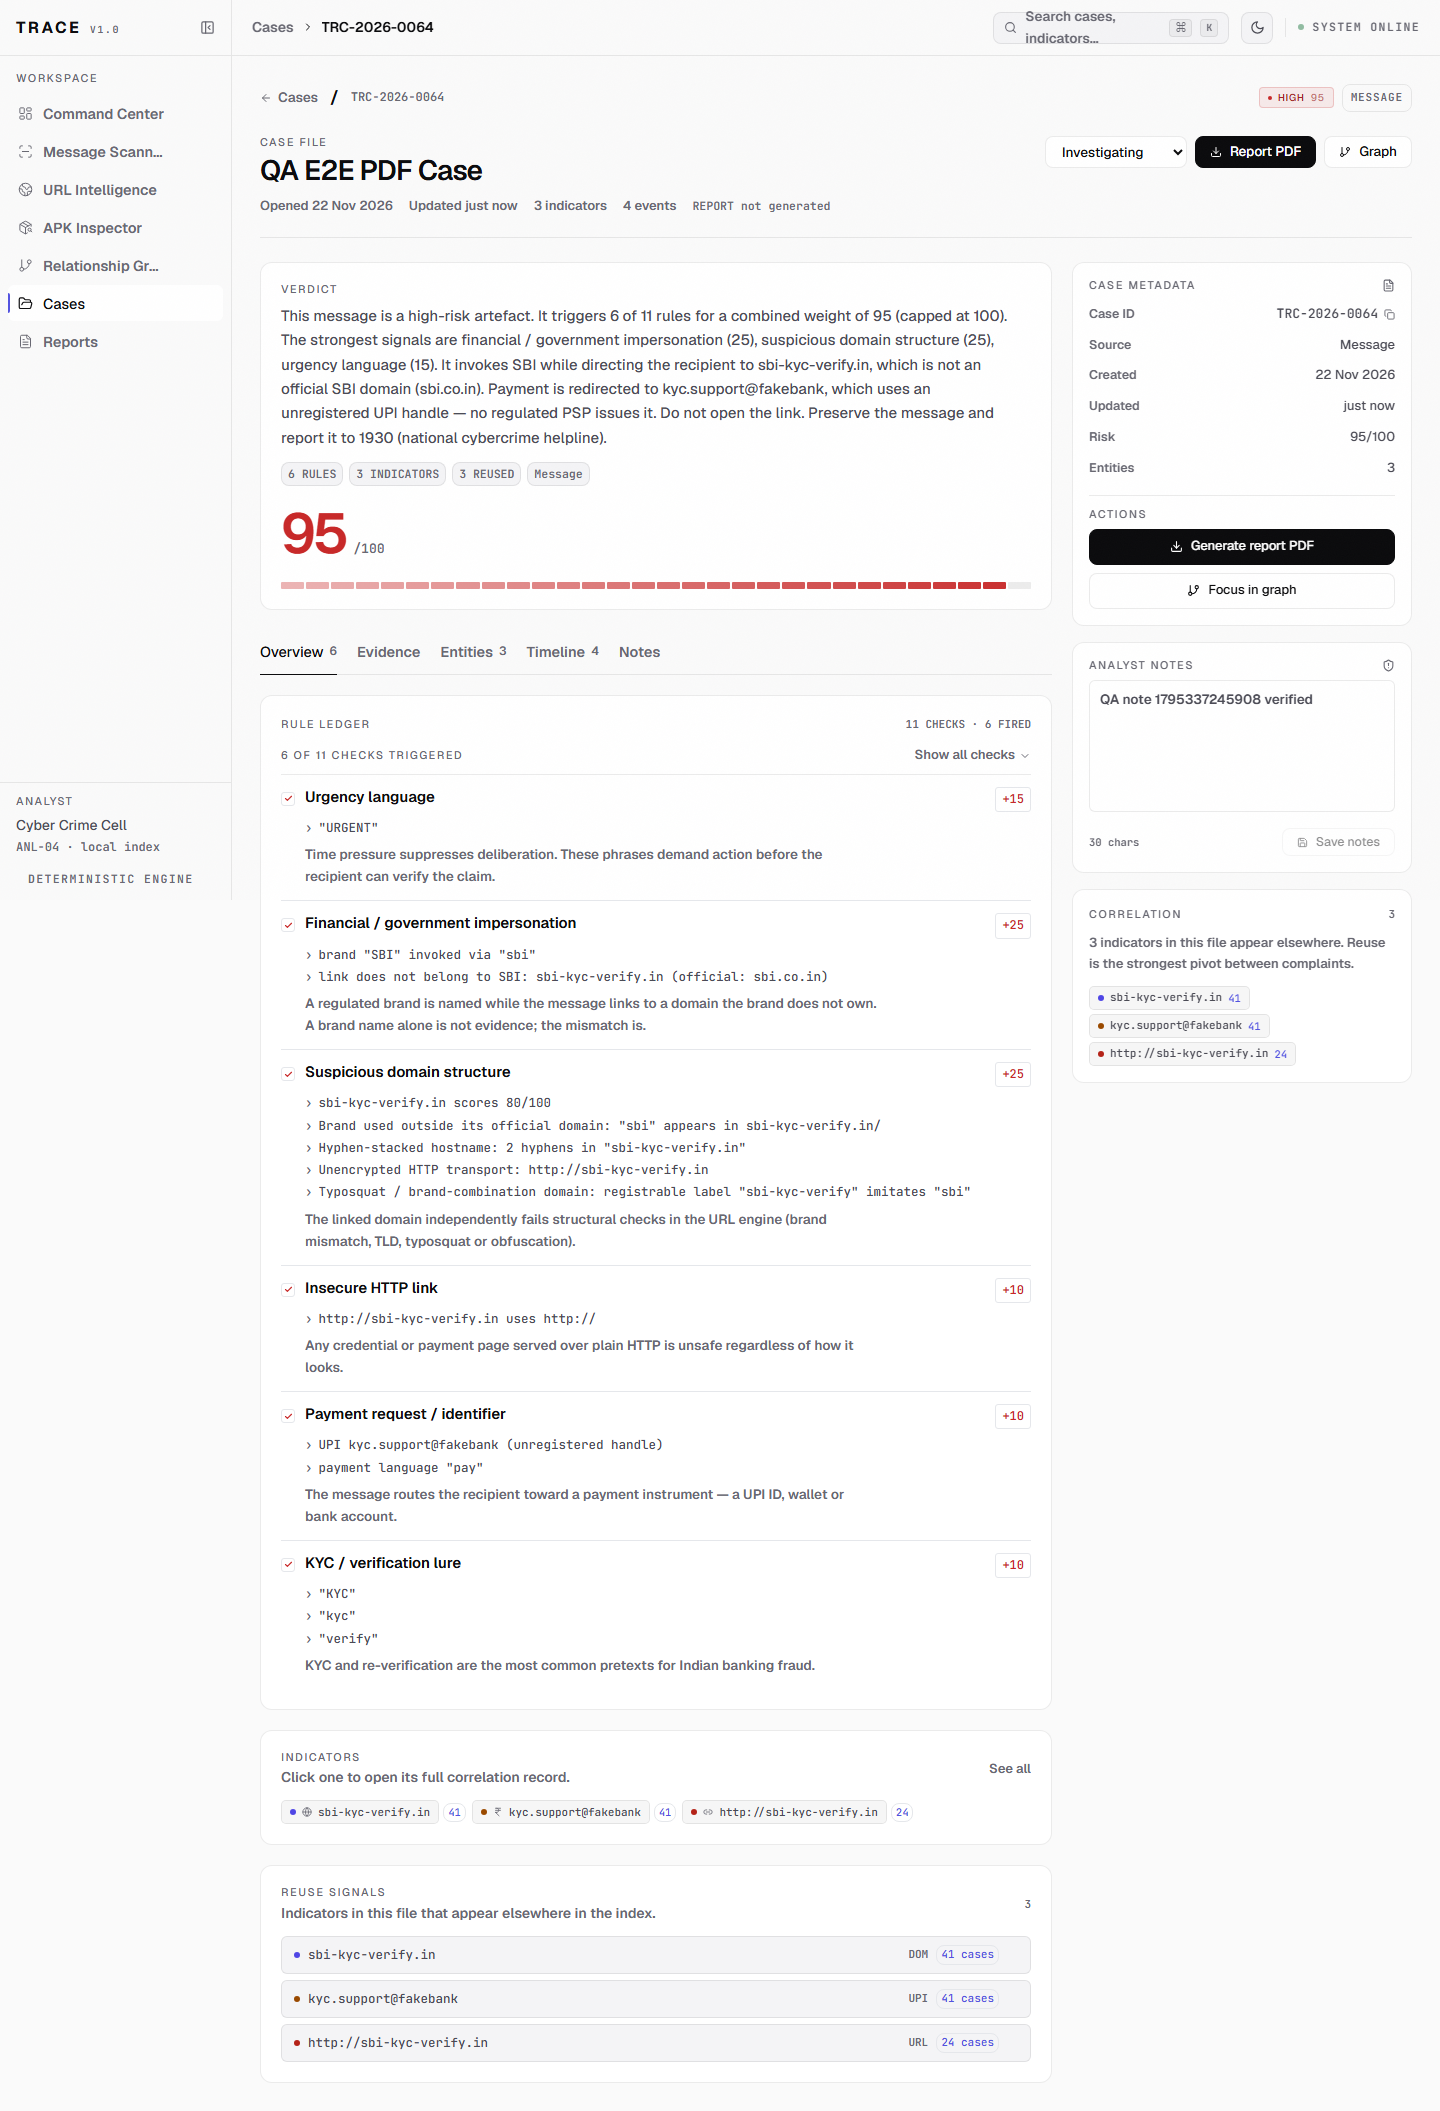 TRACE V1.0
WORKSPACE
Command Center
Message Scann...
URL Intelligence
APK Inspector
Relationship Gr...
Cases
Reports
ANALYST
Cyber Crime Cell
ANL-04 · local index
DETERMINISTIC ENGINE
Cases > TRC-2026-0064
Search cases, indicators...
⌘ K
SYSTEM ONLINE
← Cases / TRC-2026-0064
HIGH 95
MESSAGE
CASE FILE
QA E2E PDF Case
Opened 22 Nov 2026 Updated just now 3 indicators 4 events REPORT not generated
Investigating
Report PDF
Graph
VERDICT
This message is a high-risk artefact. It triggers 6 of 11 rules for a combined weight of 95 (capped at 100).
The strongest signals are financial / government impersonation (25), suspicious domain structure (25),
urgency language (15). It invokes SBI while directing the recipient to sbi-kyc-verify.in, which is not an
official SBI domain (sbi.co.in). Payment is redirected to kyc.support@fakebank, which uses an
unregistered UPI handle — no regulated PSP issues it. Do not open the link. Preserve the message and
report it to 1930 (national cybercrime helpline).
6 RULES 3 INDICATORS 3 REUSED Message
95 /100
Overview 6 Evidence Entities 3 Timeline 4 Notes
RULE LEDGER
11 CHECKS · 6 FIRED
6 OF 11 CHECKS TRIGGERED
Show all checks
Urgency language +15
› "URGENT"
Time pressure suppresses deliberation. These phrases demand action before the
recipient can verify the claim.
Financial / government impersonation +25
› brand "SBI" invoked via "sbi"
› link does not belong to SBI: sbi-kyc-verify.in (official: sbi.co.in)
A regulated brand is named while the message links to a domain the brand does not own.
A brand name alone is not evidence; the mismatch is.
Suspicious domain structure +25
› sbi-kyc-verify.in scores 80/100
› Brand used outside its official domain: "sbi" appears in sbi-kyc-verify.in/
› Hyphen-stacked hostname: 2 hyphens in "sbi-kyc-verify.in"
› Unencrypted HTTP transport: http://sbi-kyc-verify.in
› Typosquat / brand-combination domain: registrable label "sbi-kyc-verify" imitates "sbi"
The linked domain independently fails structural checks in the URL engine (brand
mismatch, TLD, typosquat or obfuscation).
Insecure HTTP link +10
› http://sbi-kyc-verify.in uses http://
Any credential or payment page served over plain HTTP is unsafe regardless of how it
looks.
Payment request / identifier +10
› UPI kyc.support@fakebank (unregistered handle)
› payment language "pay"
The message routes the recipient toward a payment instrument — a UPI ID, wallet or
bank account.
KYC / verification lure +10
› "KYC"
› "kyc"
› "verify"
KYC and re-verification are the most common pretexts for Indian banking fraud.
INDICATORS
Click one to open its full correlation record.
See all
sbi-kyc-verify.in 41 ₹ kyc.support@fakebank 41 http://sbi-kyc-verify.in 24
REUSE SIGNALS
Indicators in this file that appear elsewhere in the index.
3
sbi-kyc-verify.in DOM 41 cases
kyc.support@fakebank UPI 41 cases
http://sbi-kyc-verify.in URL 24 cases
CASE METADATA
Case ID TRC-2026-0064
Source Message
Created 22 Nov 2026
Updated just now
Risk 95/100
Entities 3
ACTIONS
Generate report PDF
Focus in graph
ANALYST NOTES
QA note 1795337245908 verified
30 chars
Save notes
CORRELATION 3
3 indicators in this file appear elsewhere. Reuse
is the strongest pivot between complaints.
sbi-kyc-verify.in 41
kyc.support@fakebank 41
http://sbi-kyc-verify.in 24